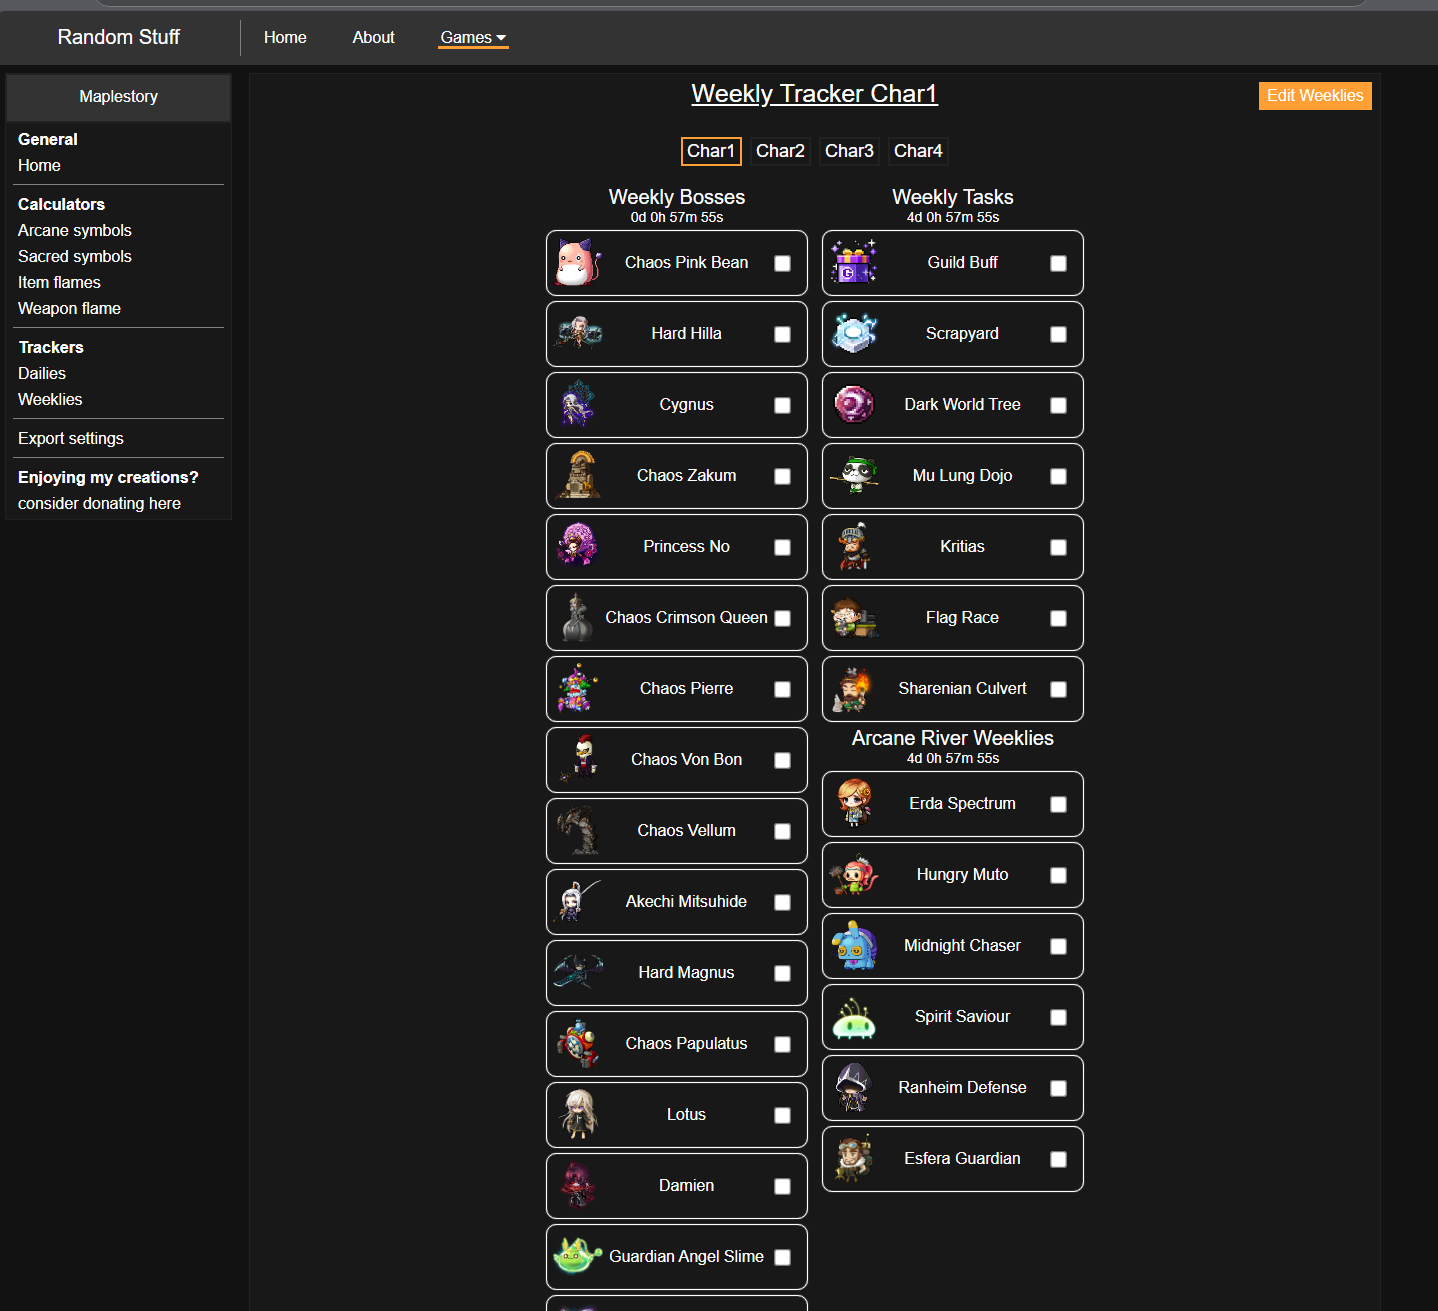 Random Stuff
Home
About
Games
Maplestory
General
Home
Calculators
Arcane symbols
Sacred symbols
Item flames
Weapon flame
Trackers
Dailies
Weeklies
Export settings
Enjoying my creations?
consider donating here
Weekly Tracker Char1
Edit Weeklies
Char1
Char2
Char3
Char4
Weekly Bosses
0d 0h 57m 55s
Chaos Pink Bean
Hard Hilla
Cygnus
Chaos Zakum
Princess No
Chaos Crimson Queen
Chaos Pierre
Chaos Von Bon
Chaos Vellum
Akechi Mitsuhide
Hard Magnus
Chaos Papulatus
Lotus
Damien
Guardian Angel Slime
Weekly Tasks
4d 0h 57m 55s
Guild Buff
G
Scrapyard
Dark World Tree
Mu Lung Dojo
Kritias
Flag Race
Sharenian Culvert
Arcane River Weeklies
4d 0h 57m 55s
Erda Spectrum
Hungry Muto
Midnight Chaser
Spirit Saviour
Ranheim Defense
Esfera Guardian